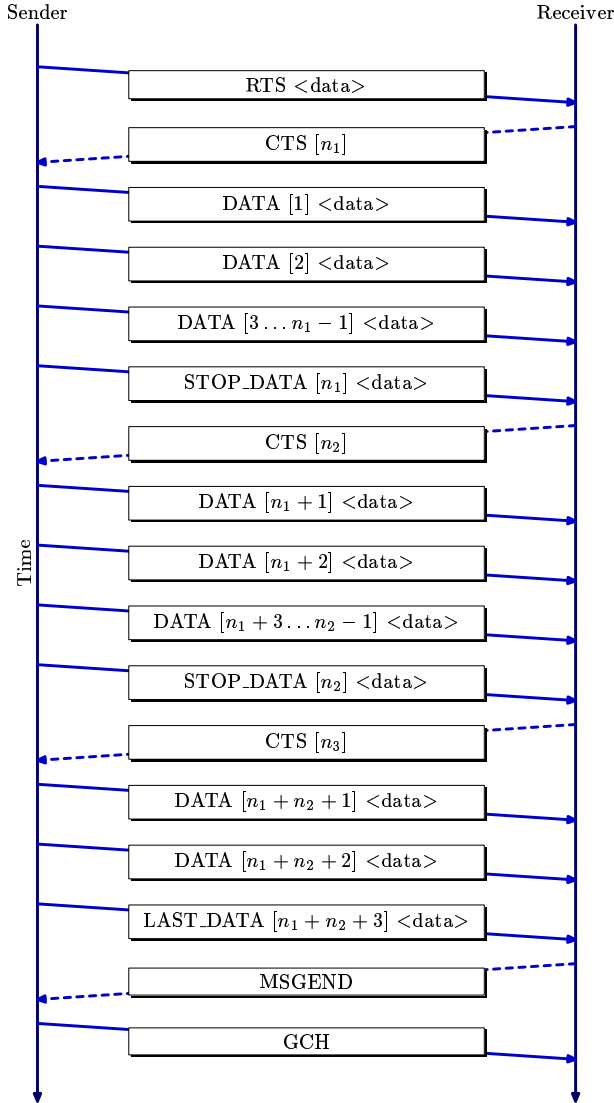 Sender
Receiver
RTS <data>
CTS [n₁]
DATA [1] <data>
DATA [2] <data>
DATA [3 … n₁ − 1] <data>
STOP_DATA [n₁] <data>
CTS [n₂]
DATA [n₁ + 1] <data>
Time
DATA [n₁ + 2] <data>
DATA [n₁ + 3 … n₂ − 1] <data>
STOP_DATA [n₂] <data>
CTS [n₃]
DATA [n₁ + n₂ + 1] <data>
DATA [n₁ + n₂ + 2] <data>
LAST_DATA [n₁ + n₂ + 3] <data>
MSGEND
GCH